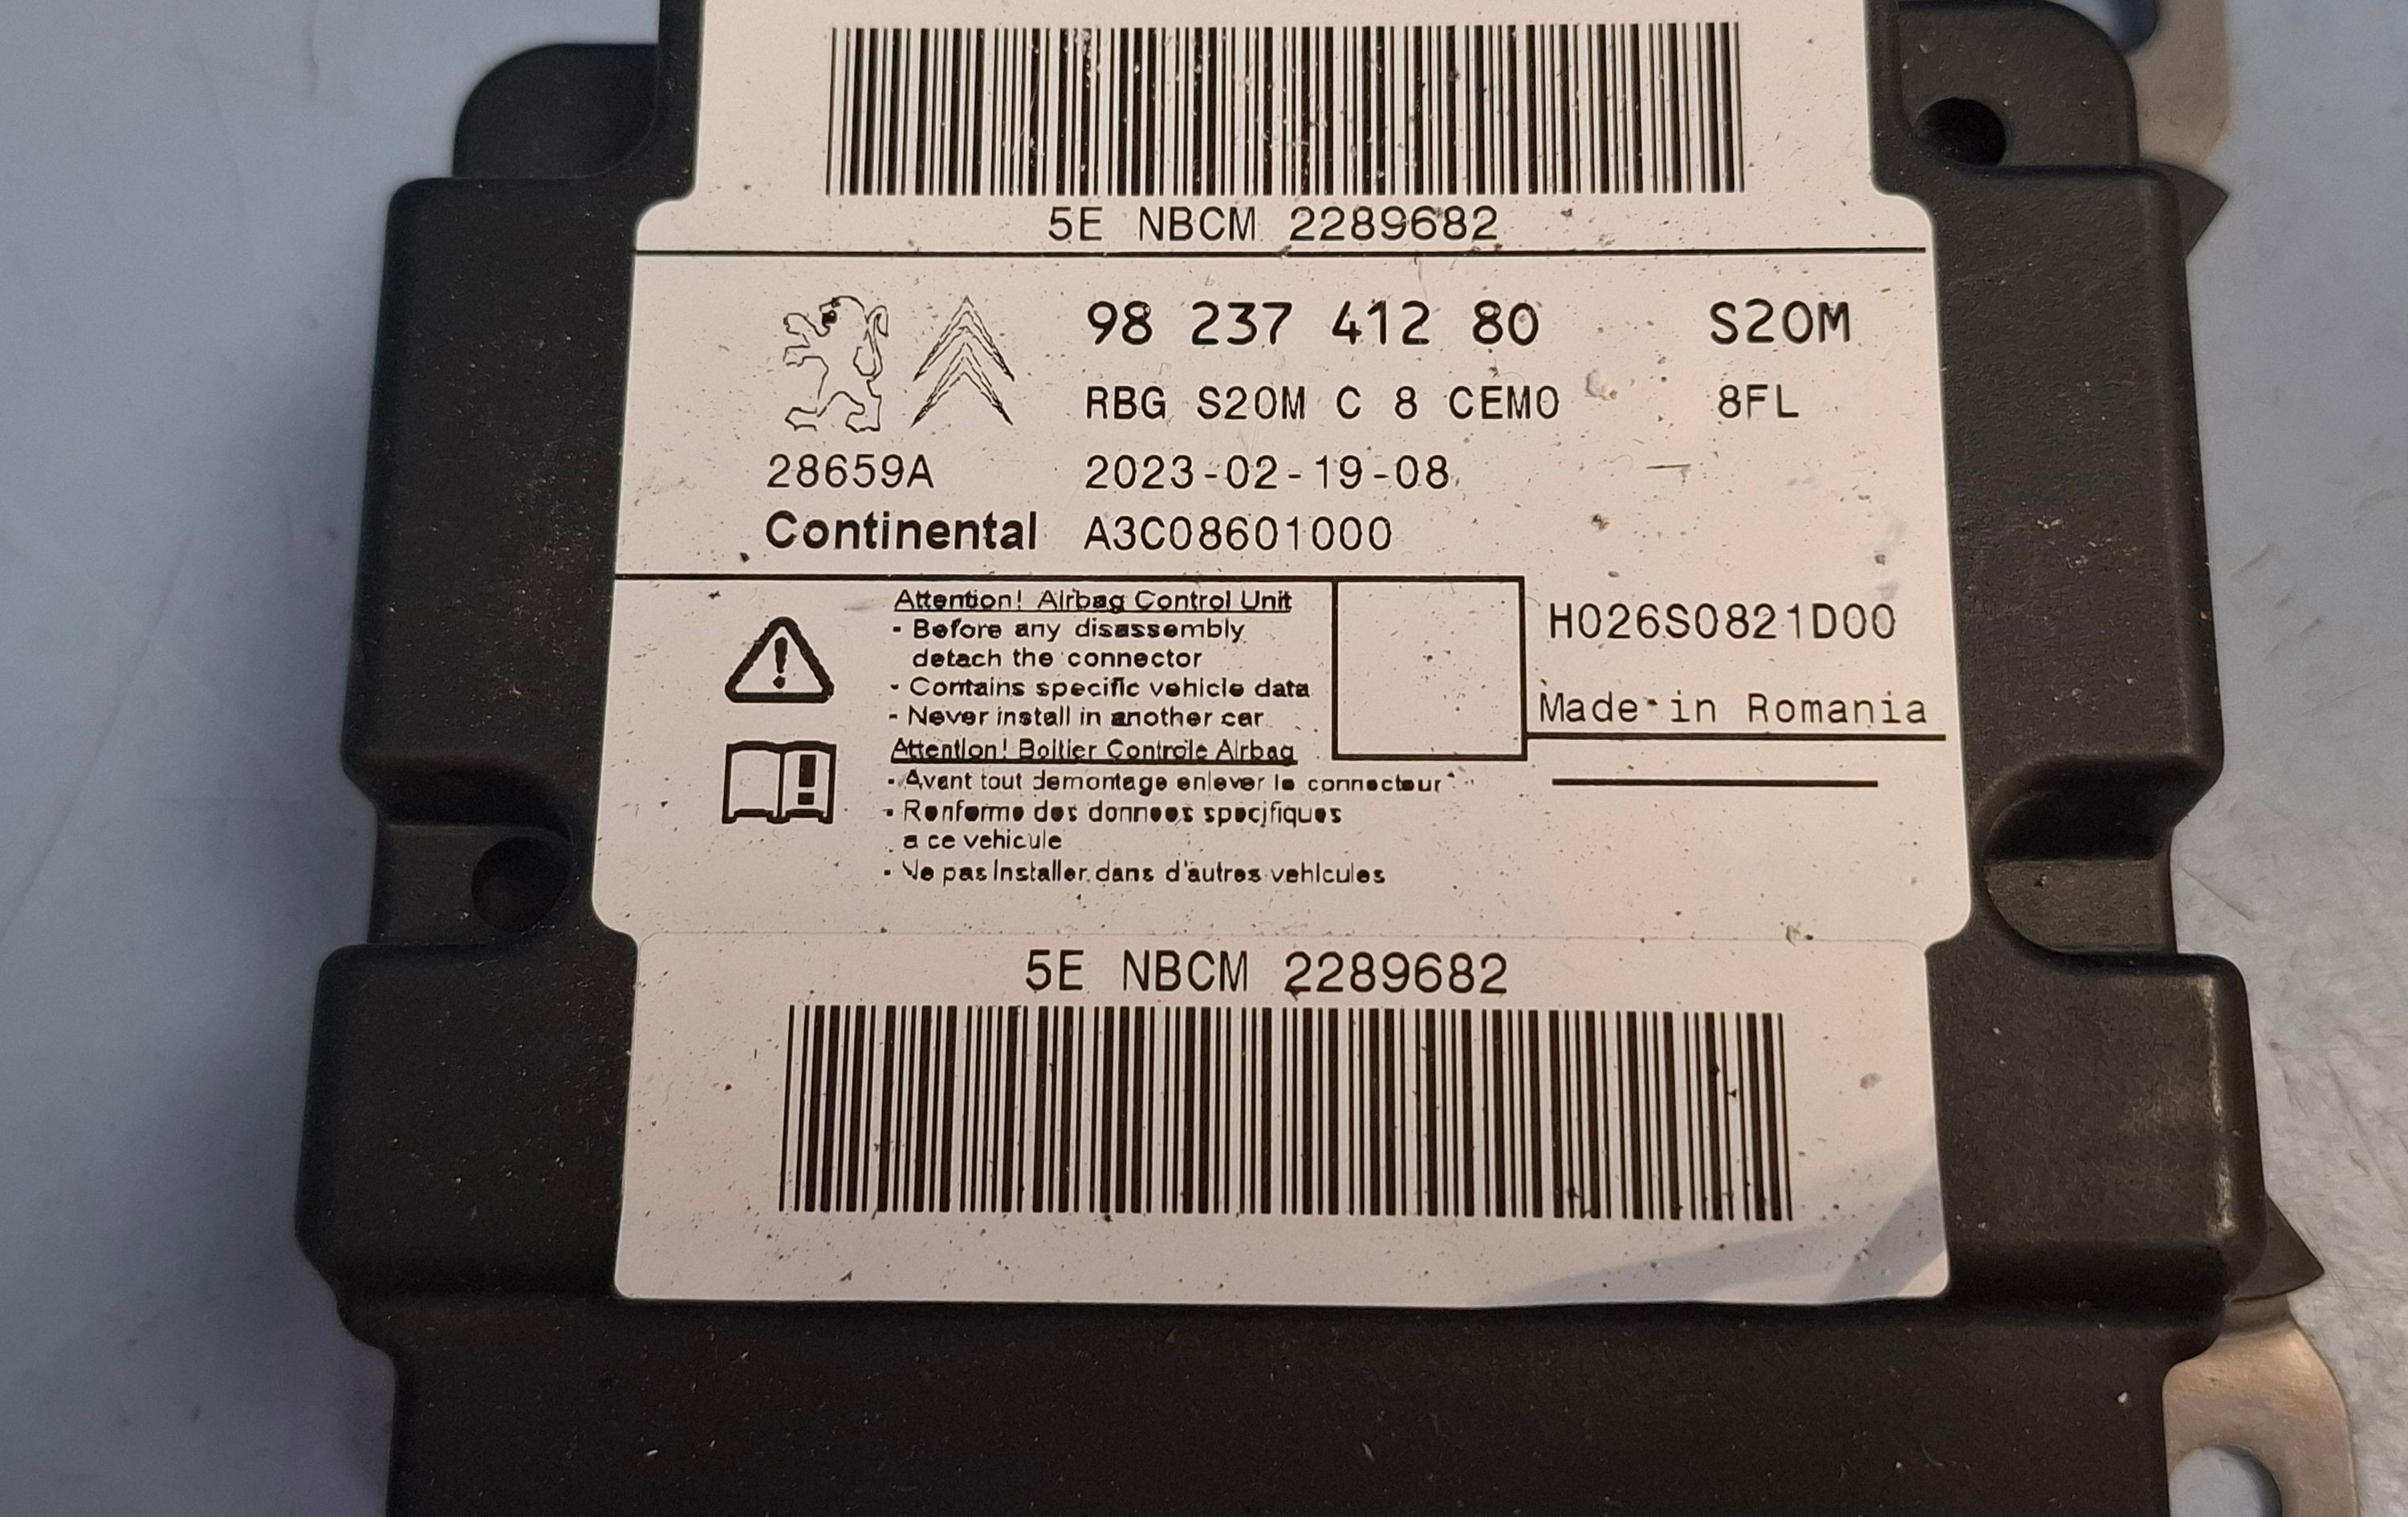 5E NBCM 2289682
98 237 412 80 S20M
RBG S20M C 8 CEMO 8FL
28659A 2023-02-19-08
Continental A3C08601000
Attention! Airbag Control Unit
- Before any disassembly
detach the connector
- Contains specific vehicle data
- Never install in another car
H026S0821D00
Made in Romania
Attention! Boitier Controle Airbag
- Avant tout demontage enlever le connecteur
- Renferme des donnees specifiques
a ce vehicule
- Ne pas installer dans d'autres vehicules
5E NBCM 2289682